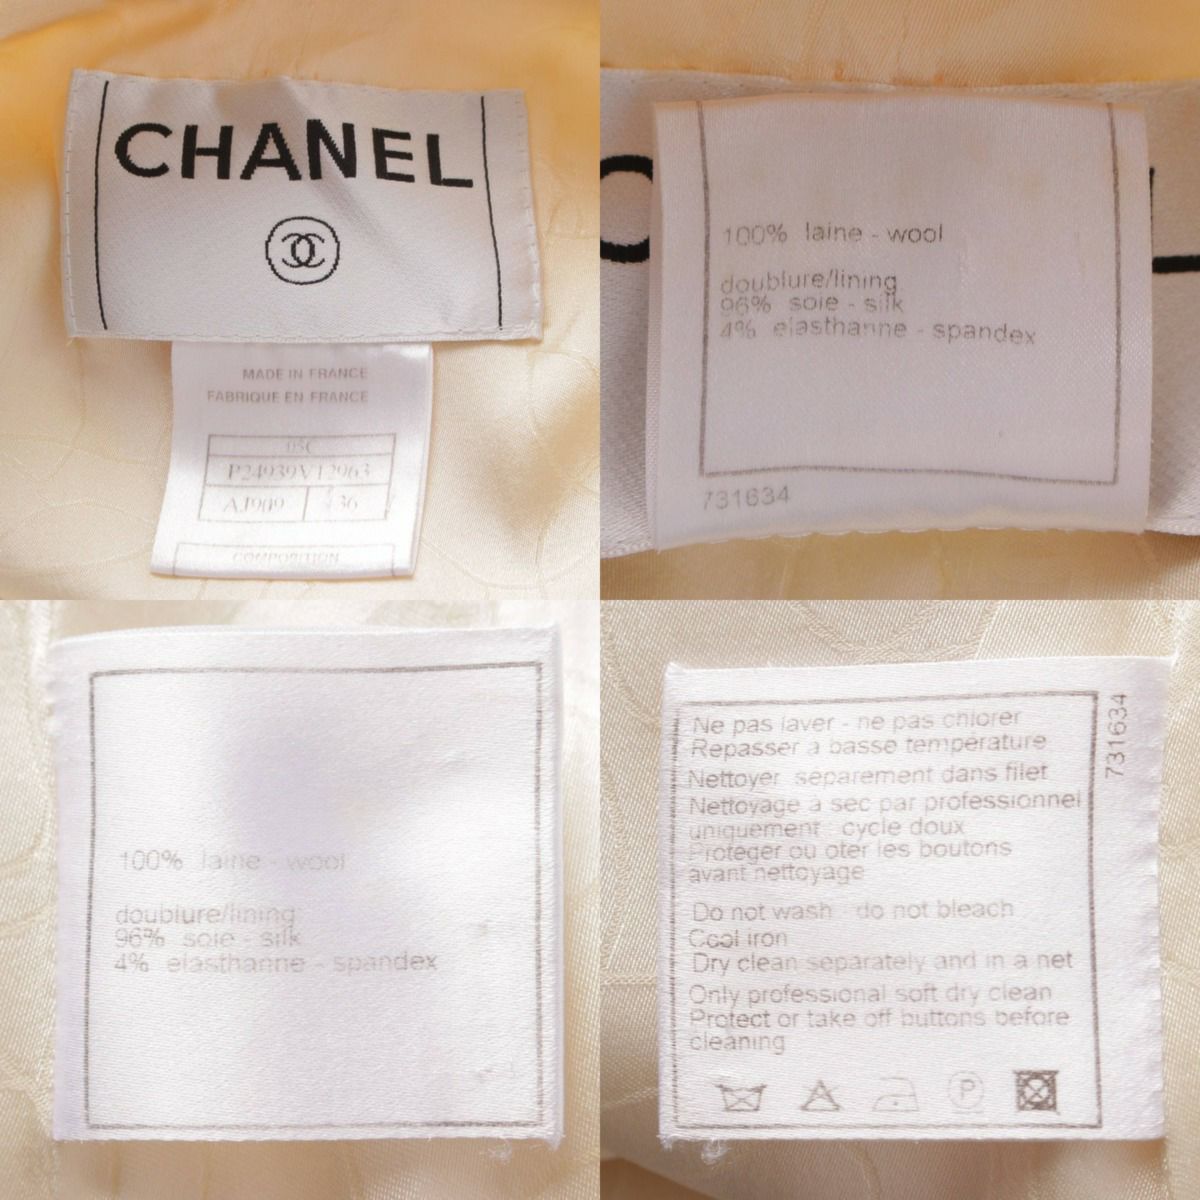 CHANEL
MADE IN FRANCE
FABRIQUE EN FRANCE
05C
P24939V12963
AJ909 36
COMPOSITION
100% laine - wool
doublure/lining
96% soie - silk
4% elasthanne - spandex
731634
100% laine - wool
doublure/lining
96% soie - silk
4% elasthanne - spandex
Ne pas laver - ne pas chlorer
Repasser à basse température
Nettoyer séparement dans filet
Nettoyage à sec par professionnel
uniquement - cycle doux
Protéger ou ôter les boutons
avant nettoyage
Do not wash - do not bleach
Cool iron
Dry clean separately and in a net
Only professional soft dry clean
Protect or take off buttons before
cleaning
P
731634